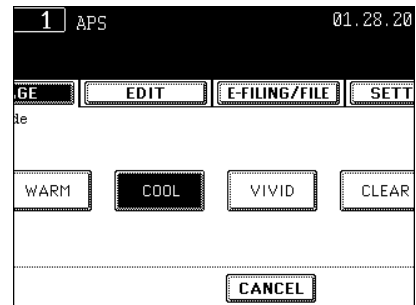 1 APS 01.28.20
GE EDIT E-FILING/FILE SETT
de
WARM COOL VIVID CLEAR
CANCEL